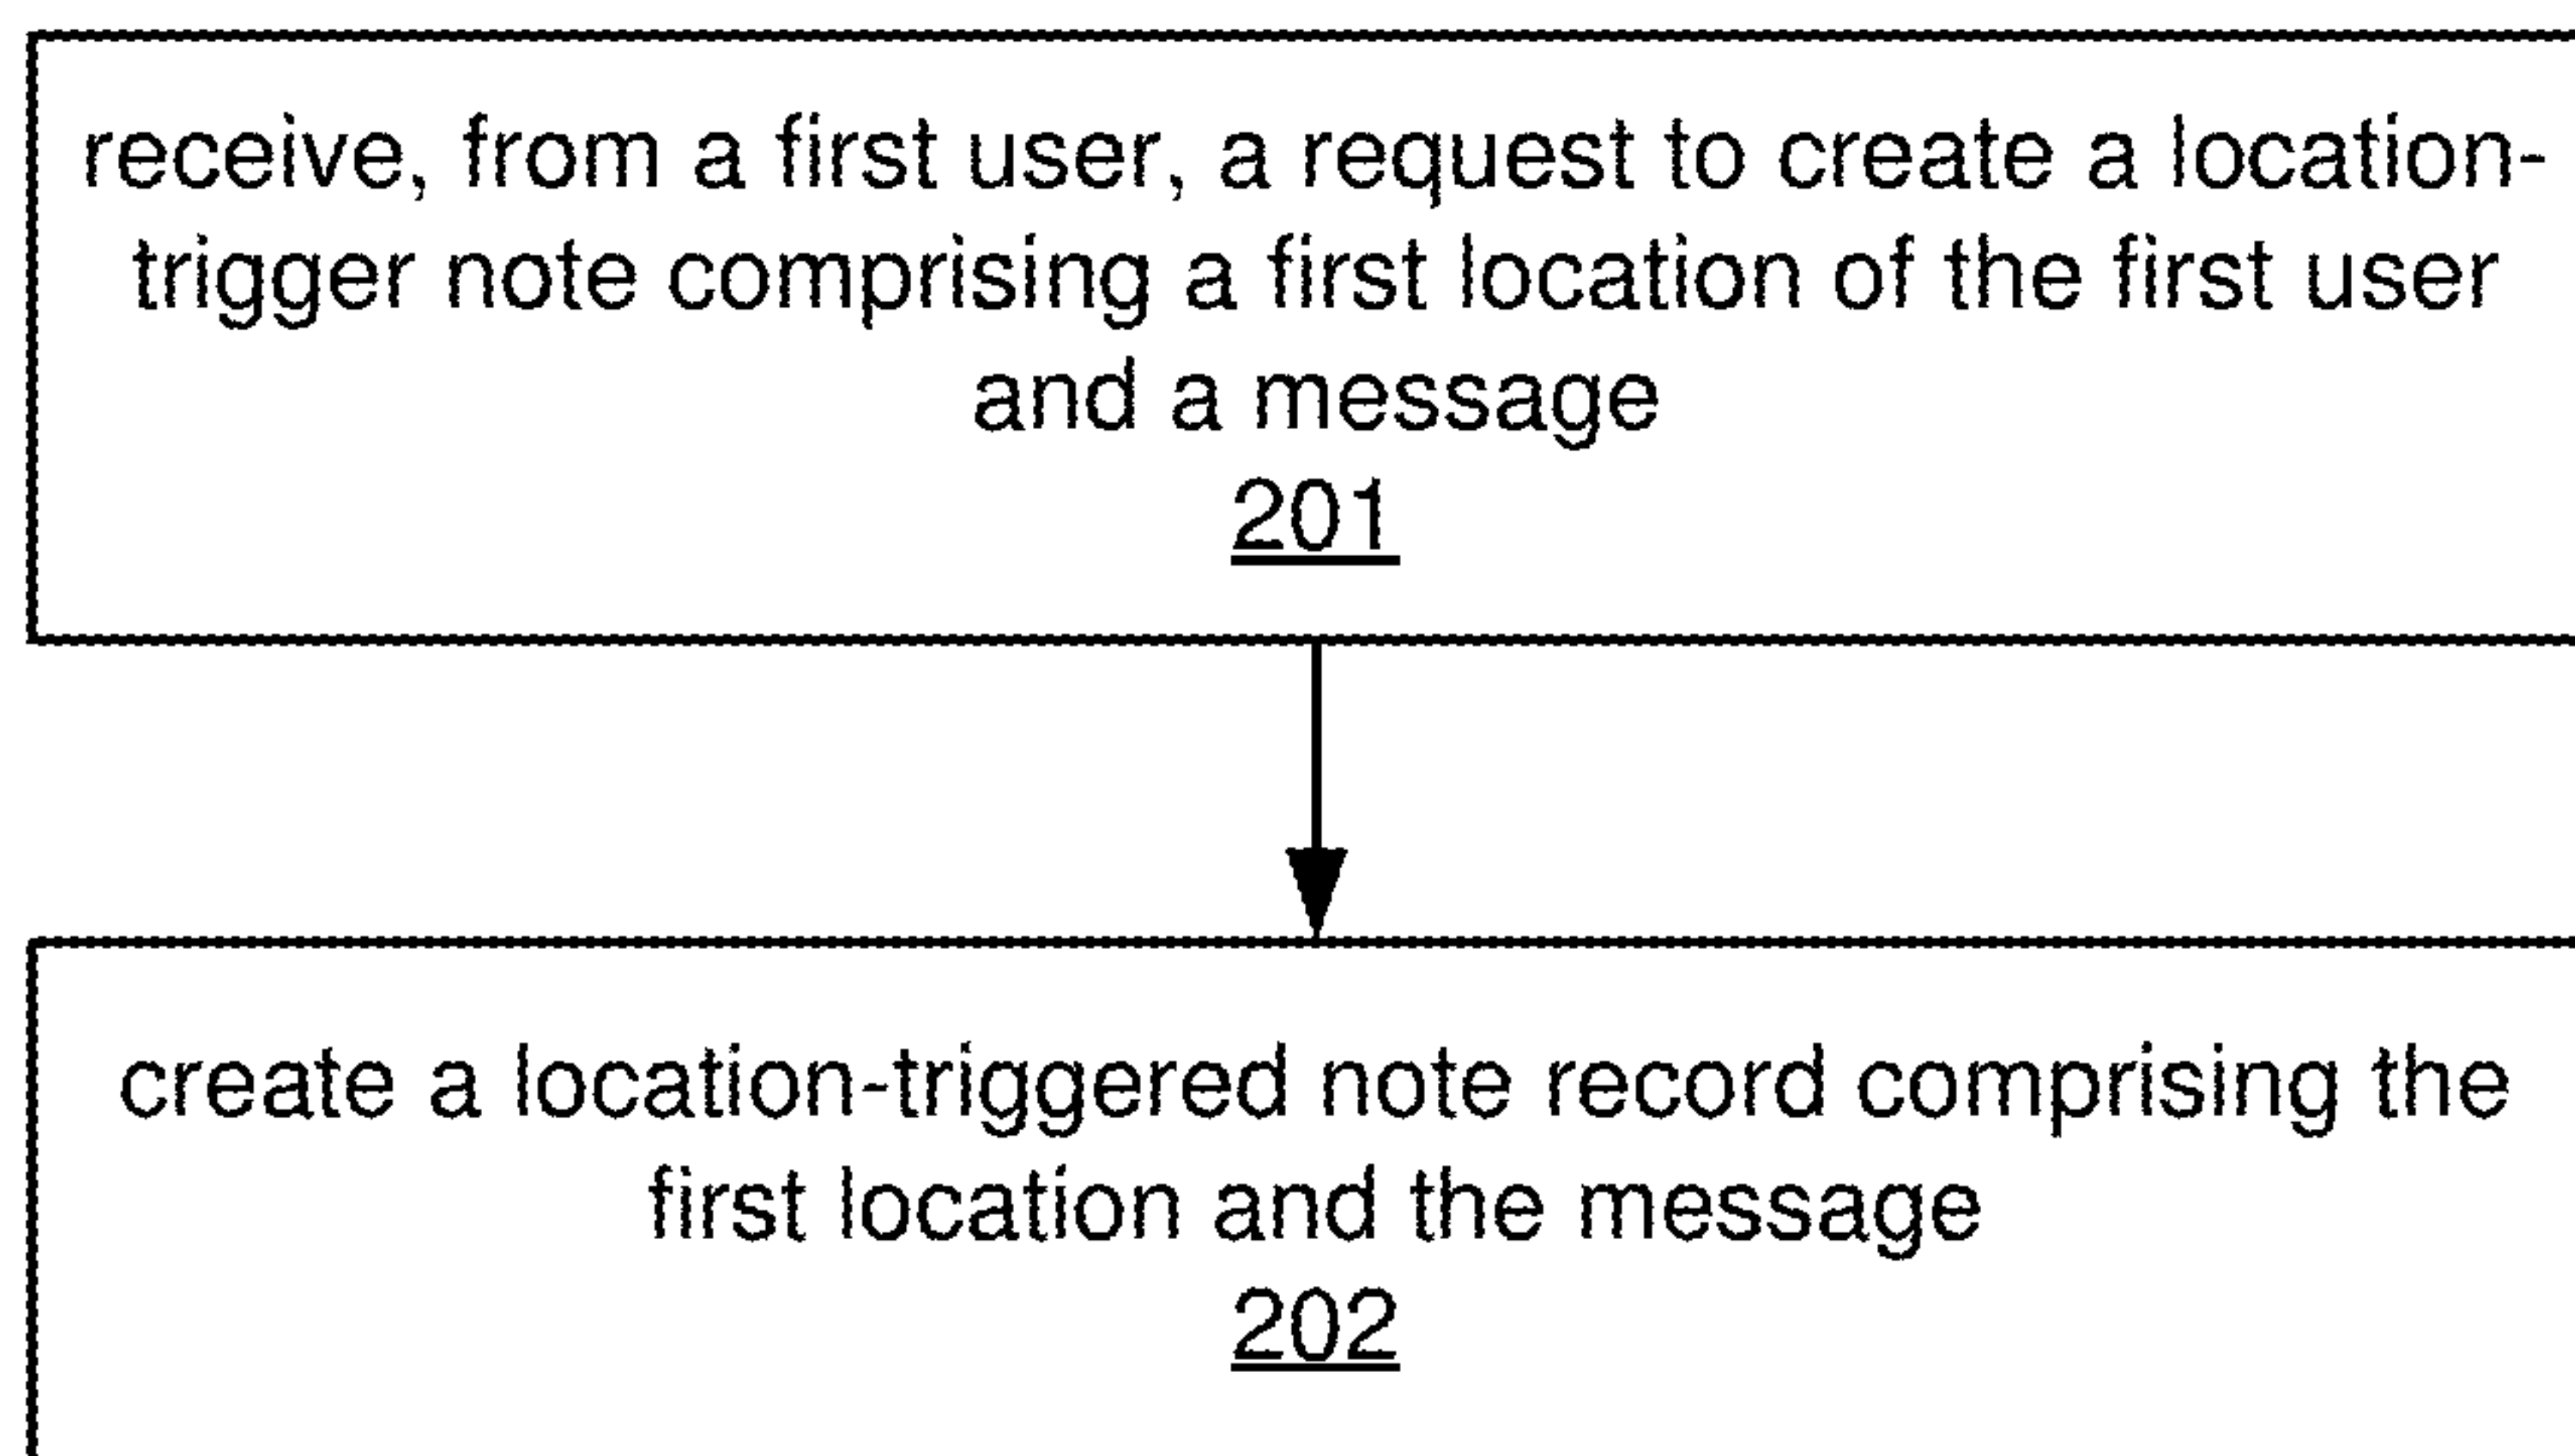 receive, from a first user, a request to create a location-
trigger note comprising a first location of the first user
and a message
201
create a location-triggered note record comprising the
first location and the message
202